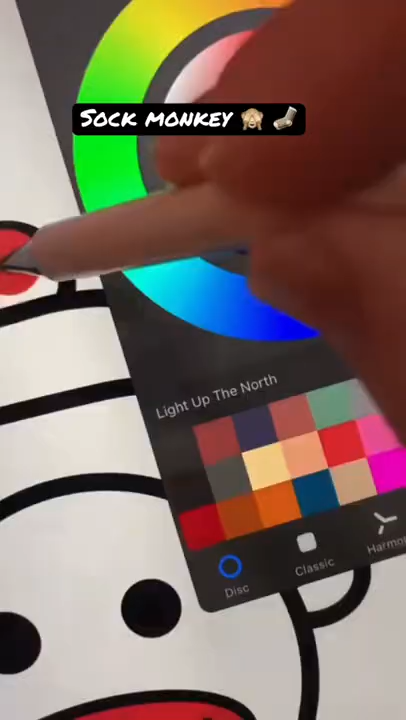 Sock monkey 🙈 🧦
Light Up The North
Disc
Classic
Harmo